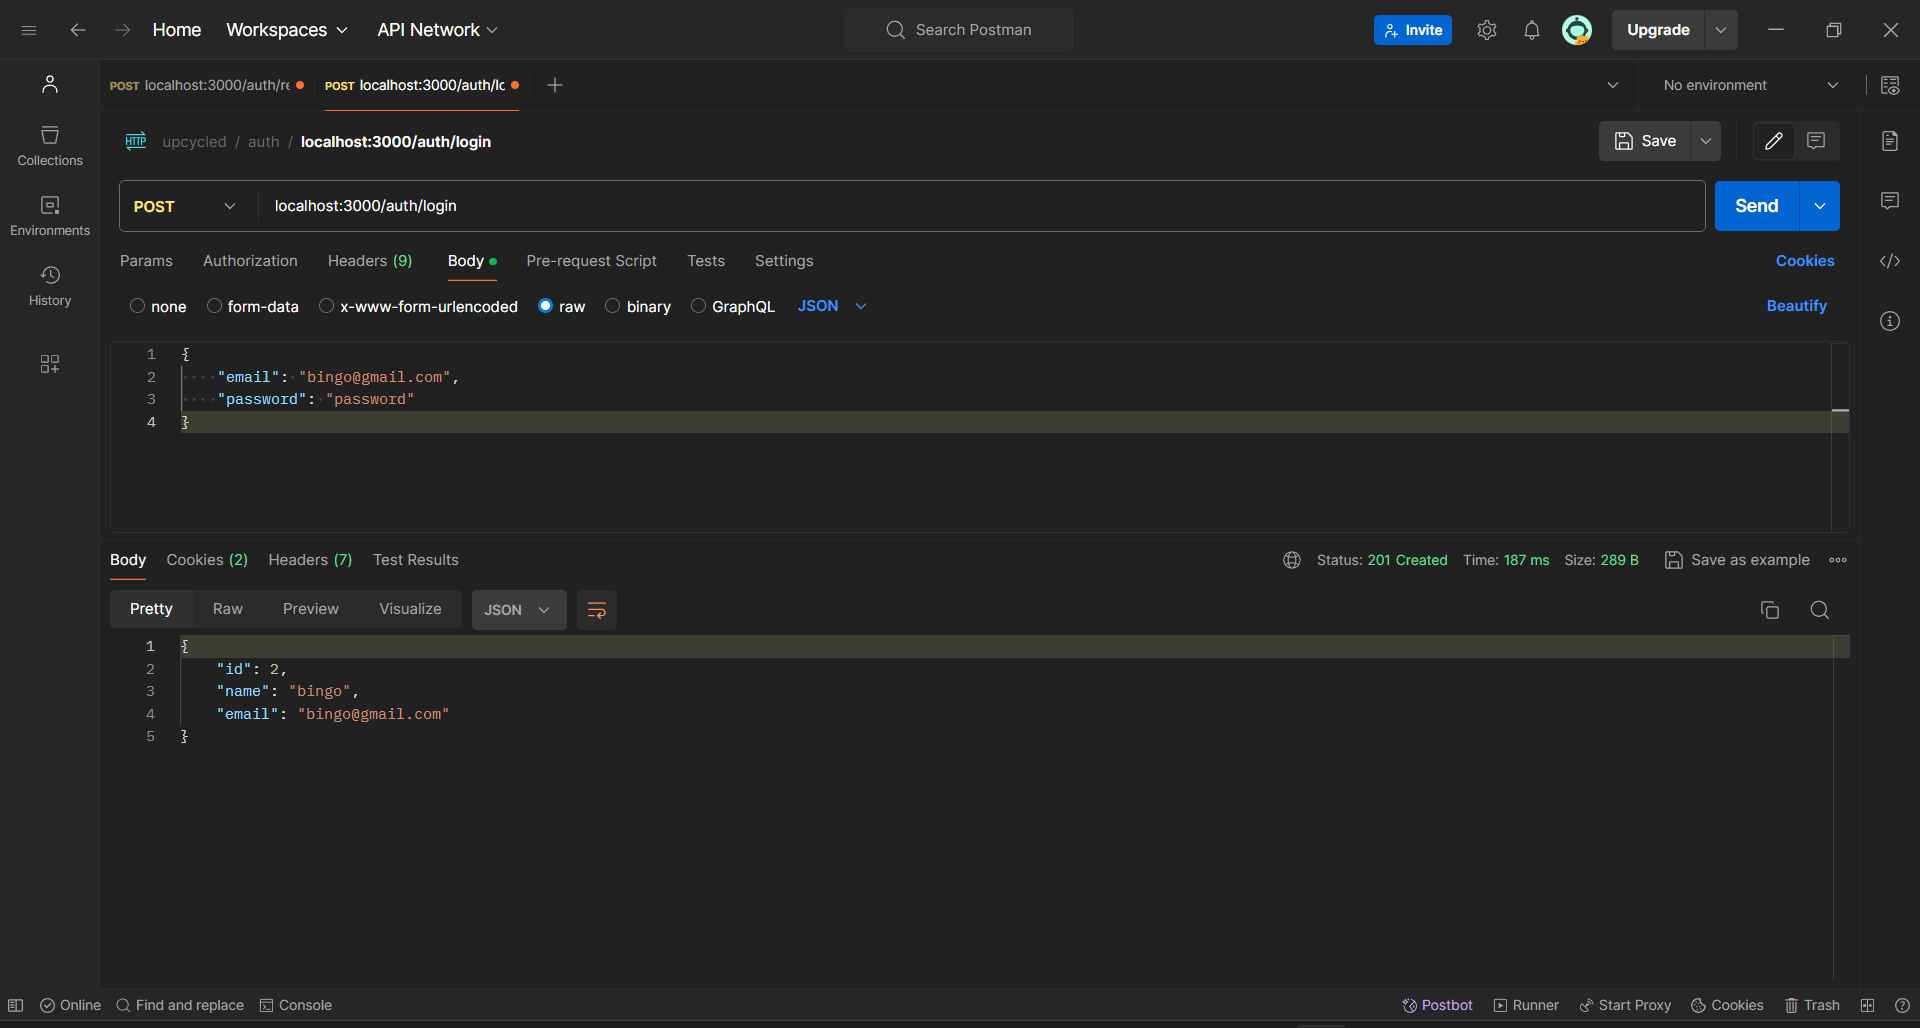 Home Workspaces API Network Search Postman Invite Upgrade
POST localhost:3000/auth/re POST localhost:3000/auth/lo No environment
Collections
Environments
History
HTTP upcycled / auth / localhost:3000/auth/login Save
POST localhost:3000/auth/login Send
Params Authorization Headers (9) Body Pre-request Script Tests Settings Cookies
none form-data x-www-form-urlencoded raw binary GraphQL JSON Beautify
1 {
2 "email": "bingo@gmail.com",
3 "password": "password"
4 }
Body Cookies (2) Headers (7) Test Results Status: 201 Created Time: 187 ms Size: 289 B Save as example
Pretty Raw Preview Visualize JSON
1 {
2 "id": 2,
3 "name": "bingo",
4 "email": "bingo@gmail.com"
5 }
Online Find and replace Console Postbot Runner Start Proxy Cookies Trash